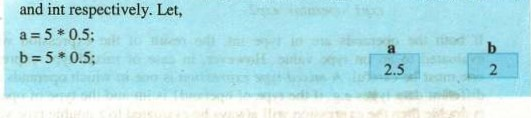 and int respectively. Let,
a = 5 * 0.5;
b = 5 * 0.5;
a b
2.5 2